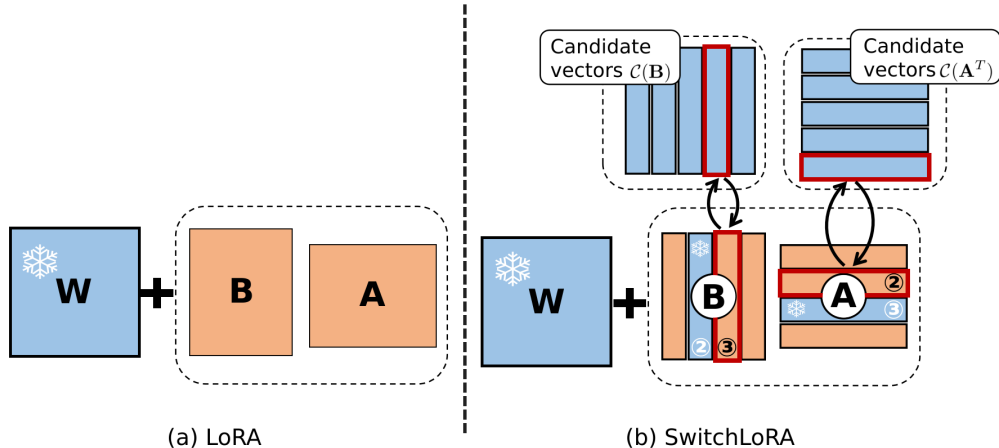 Candidate
vectors 𝒞(𝐁)
Candidate
vectors 𝒞(𝐀ᵀ)
W
+
B
A
W
+
B
②
③
A
②
③
(a) LoRA
(b) SwitchLoRA